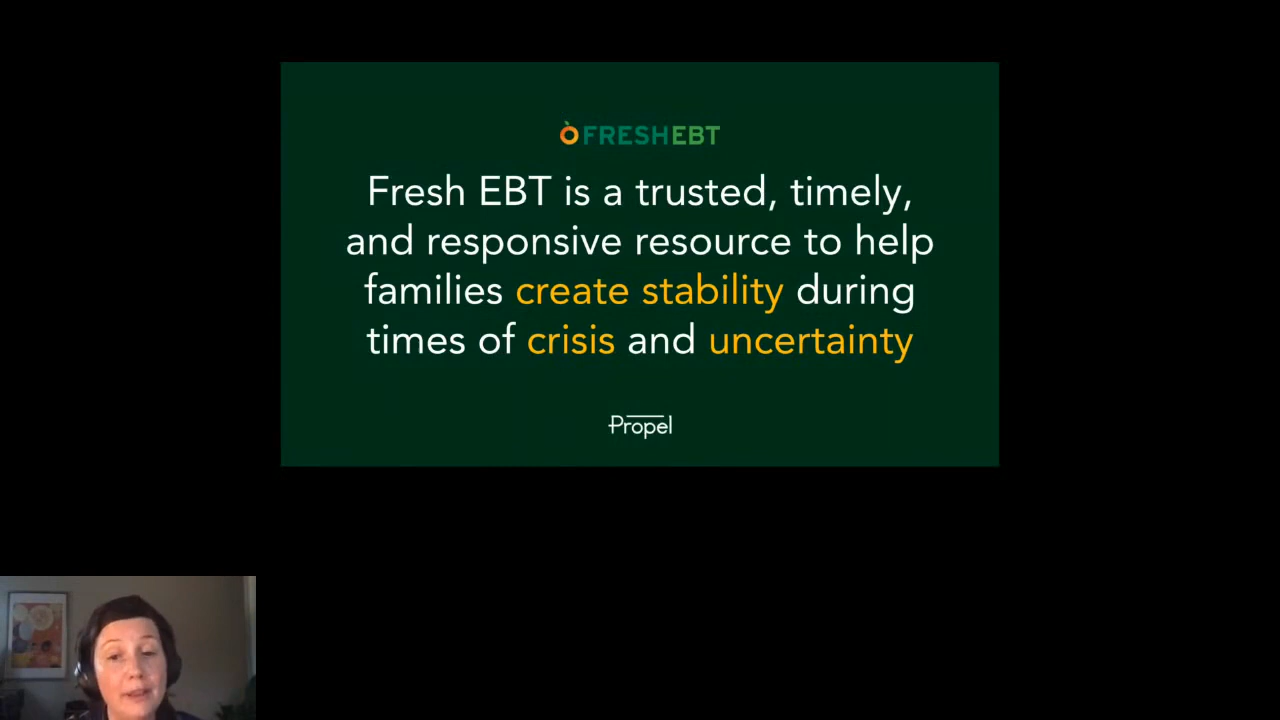 FRESHEBT
Fresh EBT is a trusted, timely,
and responsive resource to help
families create stability during
times of crisis and uncertainty
Propel